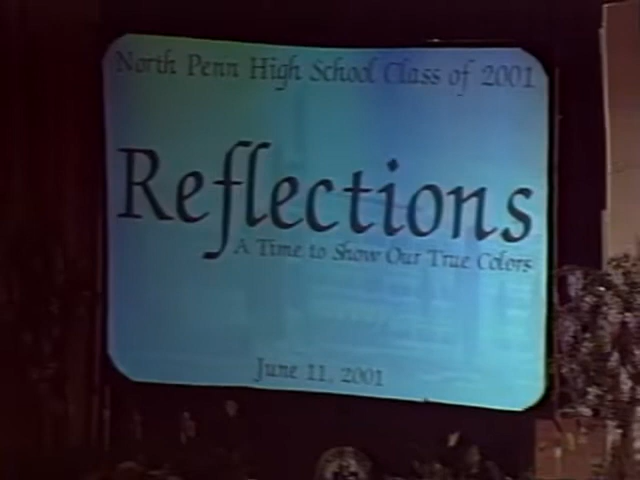 North Penn High School Class of 2001
Reflections
A Time to Show Our True Colors
June 11, 2001